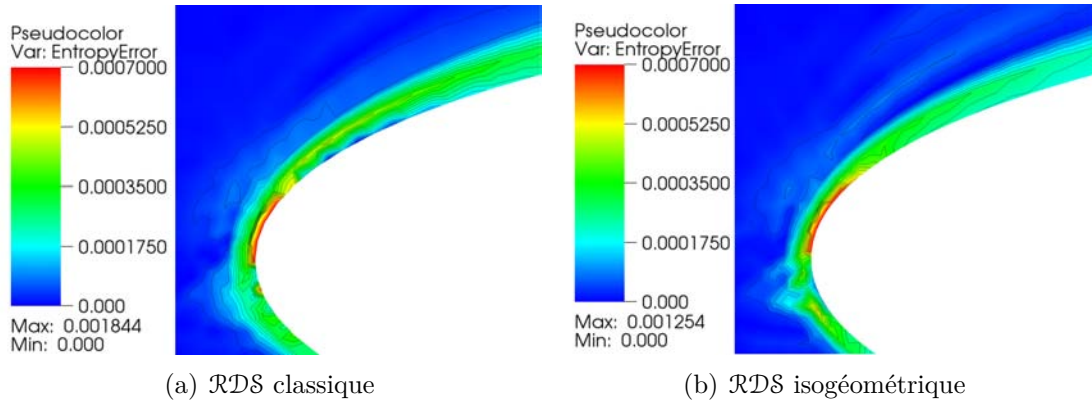 Pseudocolor
Var: EntropyError
0.0007000
0.0005250
0.0003500
0.0001750
0.000
Max: 0.001844
Min: 0.000
(a) RDS classique
Pseudocolor
Var: EntropyError
0.0007000
0.0005250
0.0003500
0.0001750
0.000
Max: 0.001254
Min: 0.000
(b) RDS isogéométrique